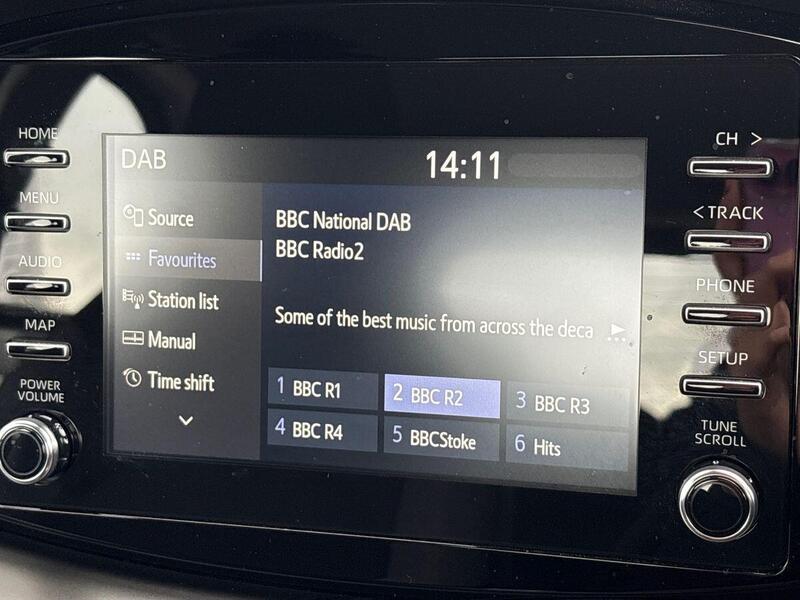 HOME
MENU
AUDIO
MAP
POWER
VOLUME
DAB
14:11
Source
Favourites
Station list
Manual
Time shift
BBC National DAB
BBC Radio2
Some of the best music from across the deca
1 BBC R1
2 BBC R2
3 BBC R3
4 BBC R4
5 BBCStoke
6 Hits
CH >
< TRACK
PHONE
SETUP
TUNE
SCROLL